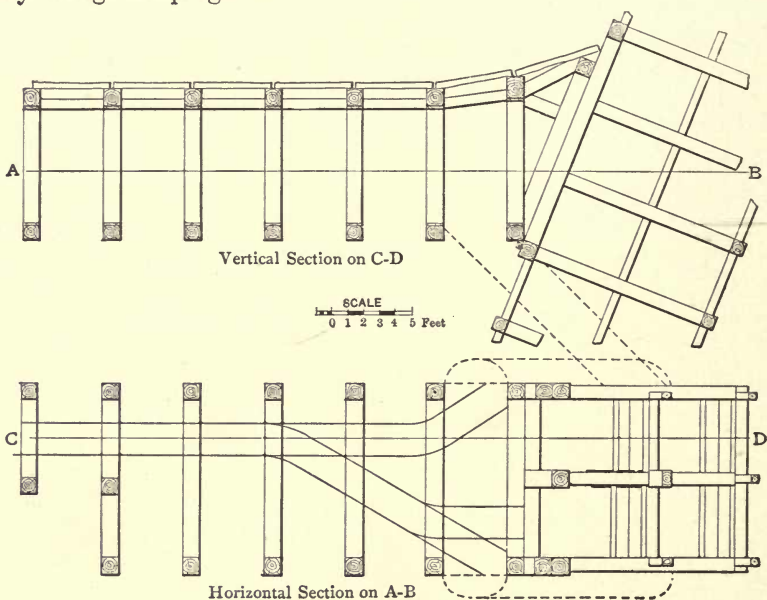 A B
Vertical Section on C-D
SCALE
0 1 2 3 4 5 Feet
C D
Horizontal Section on A-B